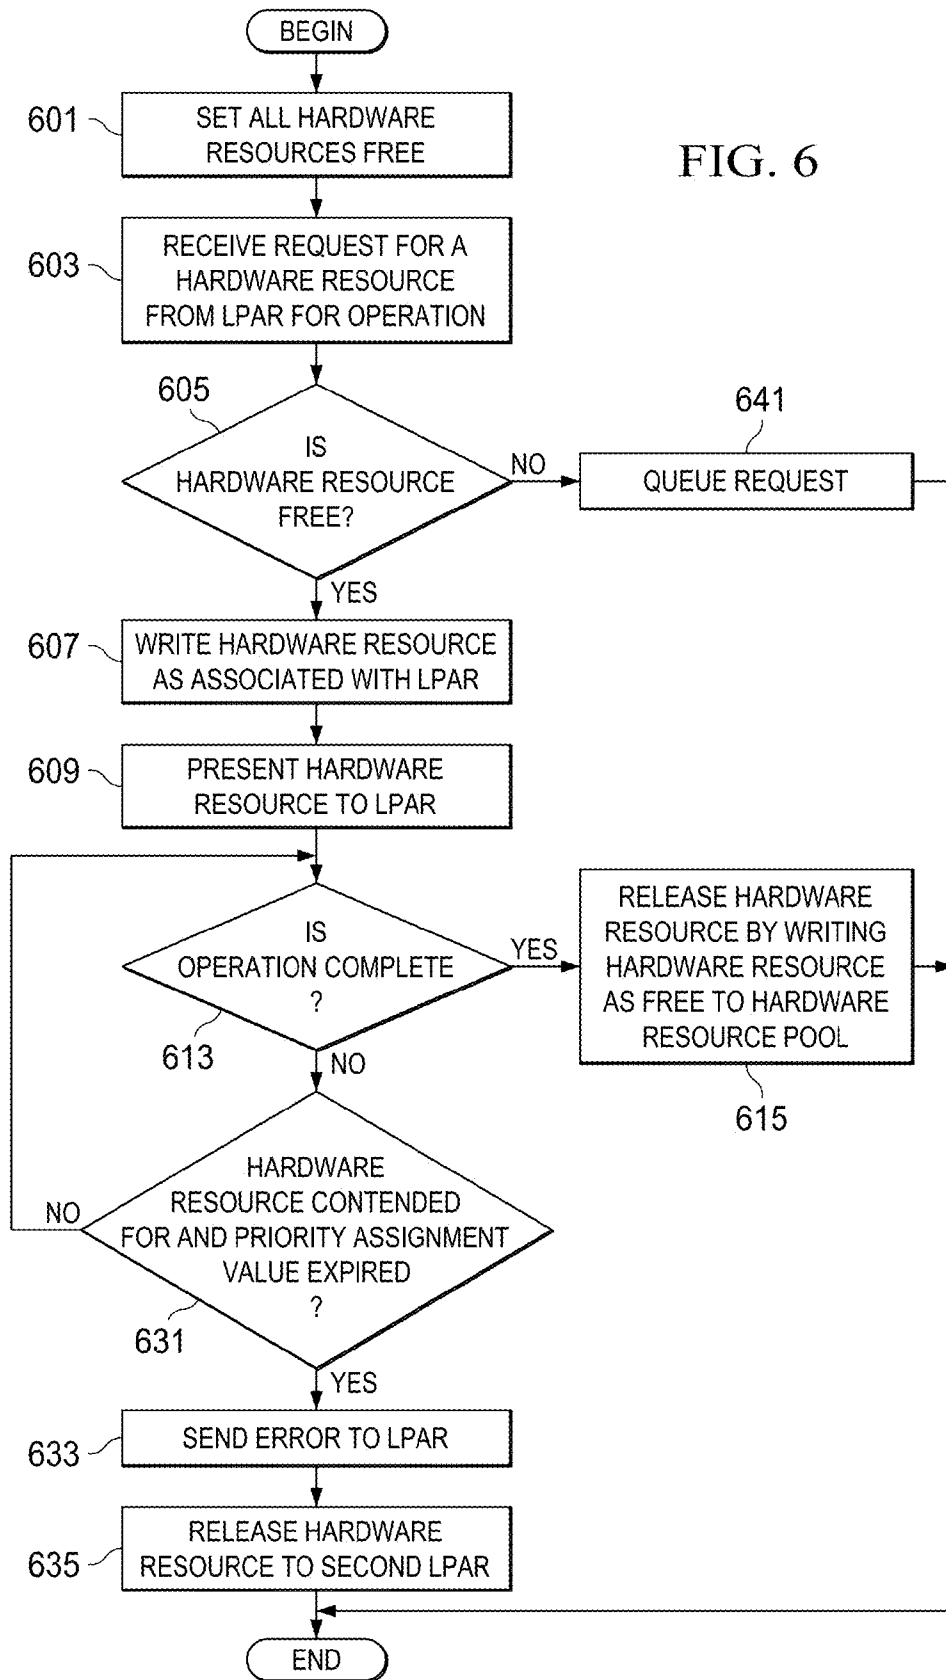 BEGIN
601
SET ALL HARDWARE
RESOURCES FREE
FIG. 6
603
RECEIVE REQUEST FOR A
HARDWARE RESOURCE
FROM LPAR FOR OPERATION
605
IS
HARDWARE RESOURCE
FREE?
NO
641
QUEUE REQUEST
YES
607
WRITE HARDWARE RESOURCE
AS ASSOCIATED WITH LPAR
609
PRESENT HARDWARE
RESOURCE TO LPAR
IS
OPERATION COMPLETE
?
613
YES
RELEASE HARDWARE
RESOURCE BY WRITING
HARDWARE RESOURCE
AS FREE TO HARDWARE
RESOURCE POOL
615
NO
HARDWARE
RESOURCE CONTENDED
FOR AND PRIORITY ASSIGNMENT
VALUE EXPIRED
?
NO
631
YES
633
SEND ERROR TO LPAR
635
RELEASE HARDWARE
RESOURCE TO SECOND LPAR
END